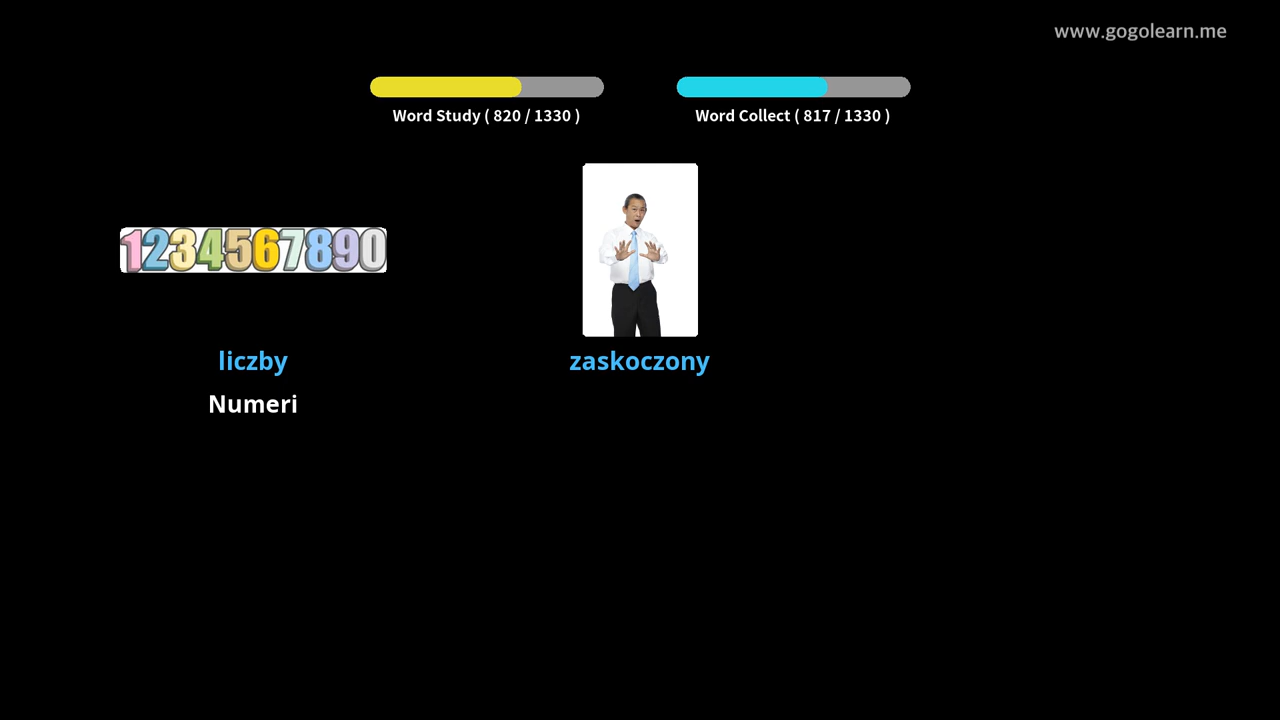 www.gogolearn.me
Word Study ( 820 / 1330 )
Word Collect ( 817 / 1330 )
1234567890
liczby
zaskoczony
Numeri